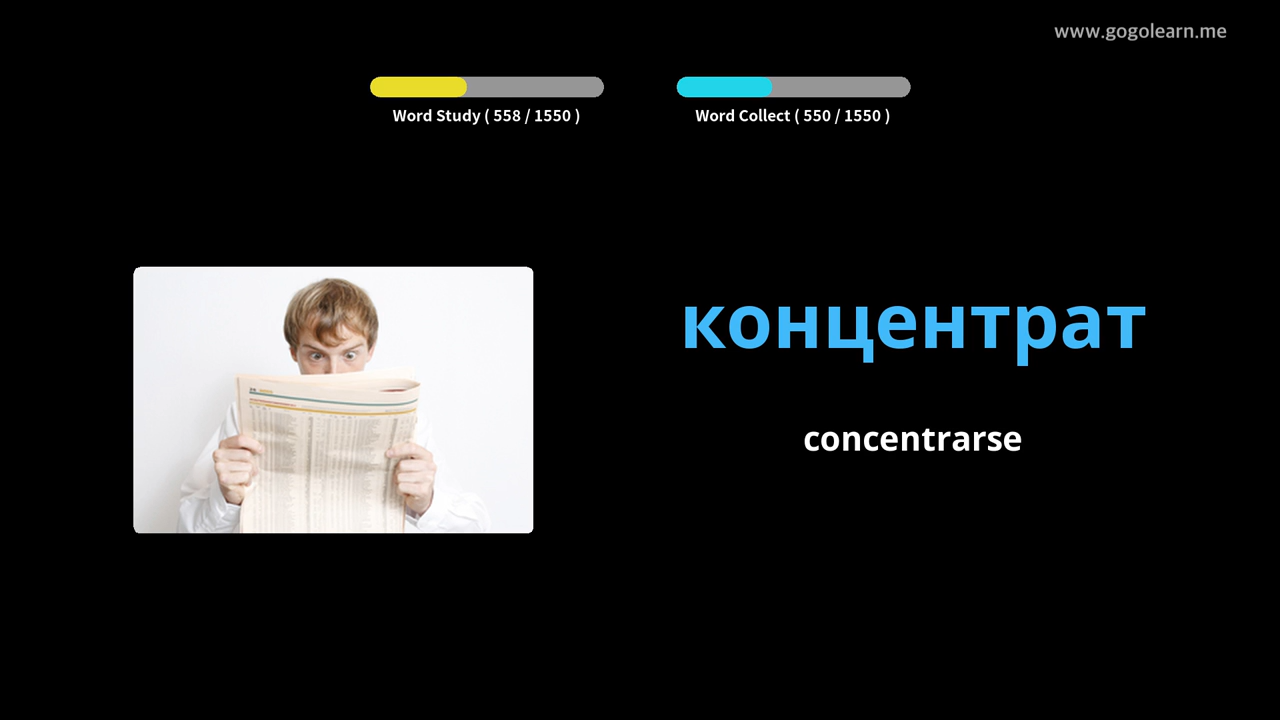 www.gogolearn.me
Word Study ( 558 / 1550 )
Word Collect ( 550 / 1550 )
концентрат
concentrarse